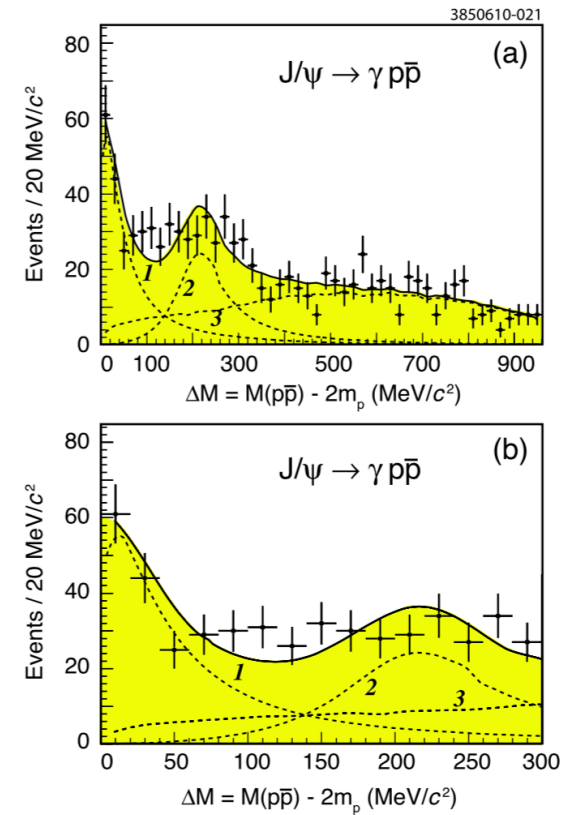 3850610-021
(a)
J/ψ → γ pp̄
Events / 20 MeV/c²
80
60
40
20
0
1
2
3
0 100 300 500 700 900
ΔM = M(pp̄) - 2mₚ (MeV/c²)
(b)
J/ψ → γ pp̄
Events / 20 MeV/c²
80
60
40
20
0
1
2
3
0 50 100 150 200 250 300
ΔM = M(pp̄) - 2mₚ (MeV/c²)